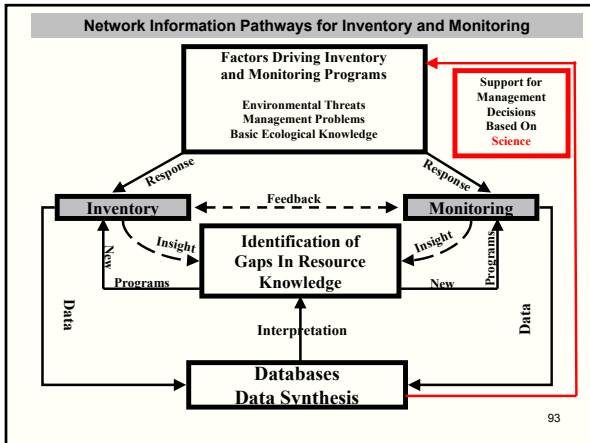 Network Information Pathways for Inventory and Monitoring
Factors Driving Inventory
and Monitoring Programs
Environmental Threats
Management Problems
Basic Ecological Knowledge
Support for
Management
Decisions
Based On
Science
Response
Response
Feedback
Inventory
Monitoring
Insight
Insight
Identification of
Gaps In Resource
Knowledge
New
Programs
New
Programs
Data
Data
Interpretation
Databases
Data Synthesis
93